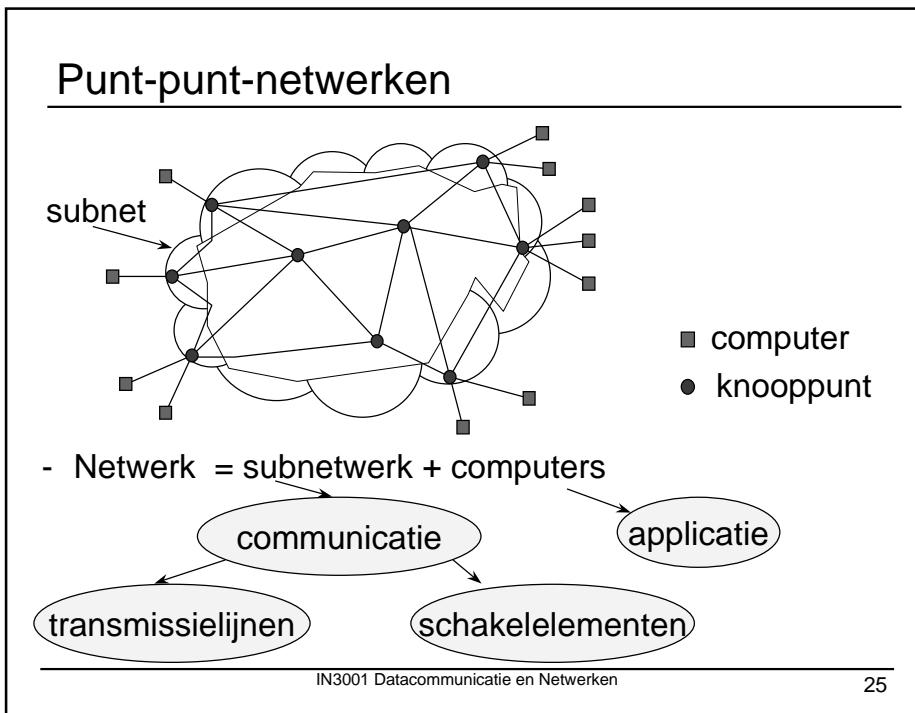 Punt-punt-netwerken
subnet
computer
knooppunt
- Netwerk = subnetwerk + computers
communicatie
applicatie
transmissielijnen
schakelelementen
IN3001 Datacommunicatie en Netwerken
25